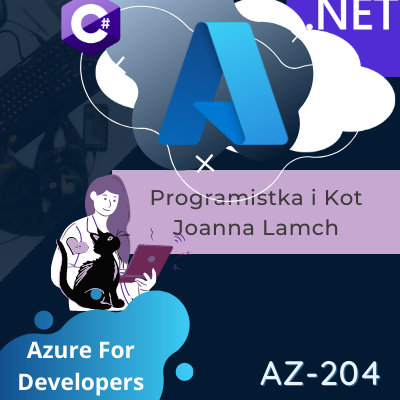 C#
.NET
Programistka i Kot
Joanna Lamch
Azure For
Developers
AZ-204